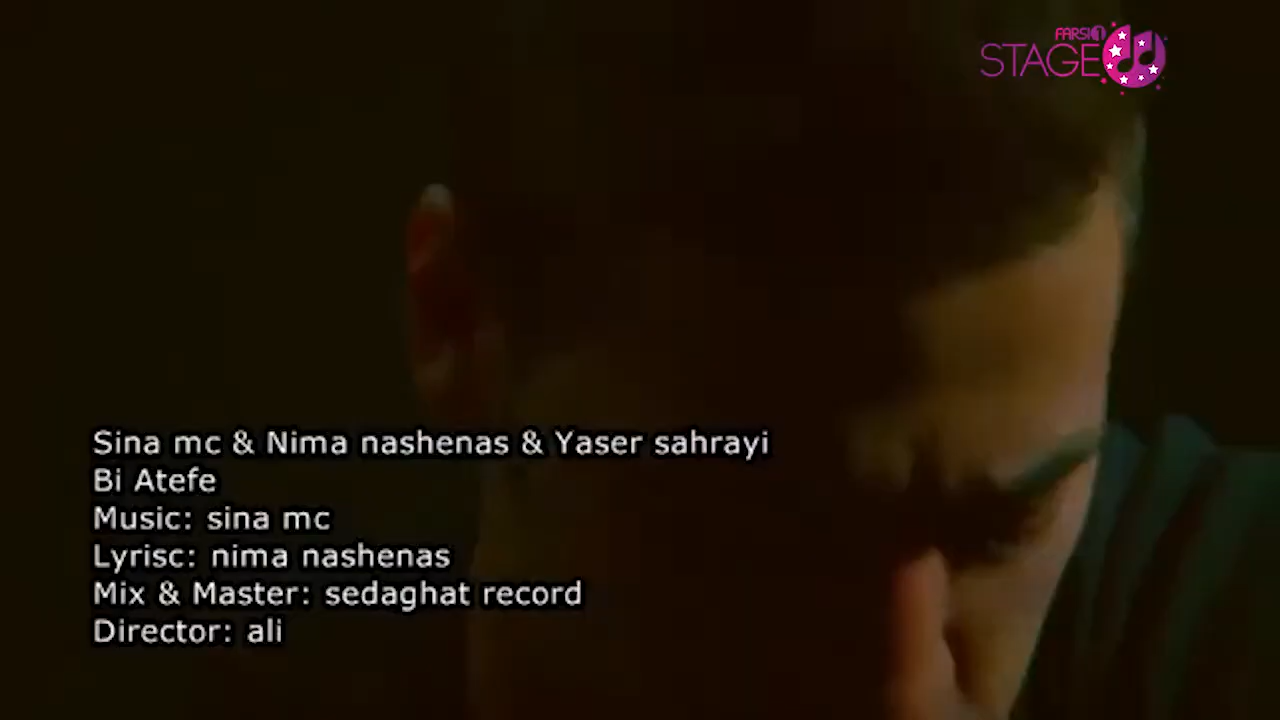 FARSI1
STAGE
Sina mc & Nima nashenas & Yaser sahrayi
Bi Atefe
Music: sina mc
Lyrisc: nima nashenas
Mix & Master: sedaghat record
Director: ali